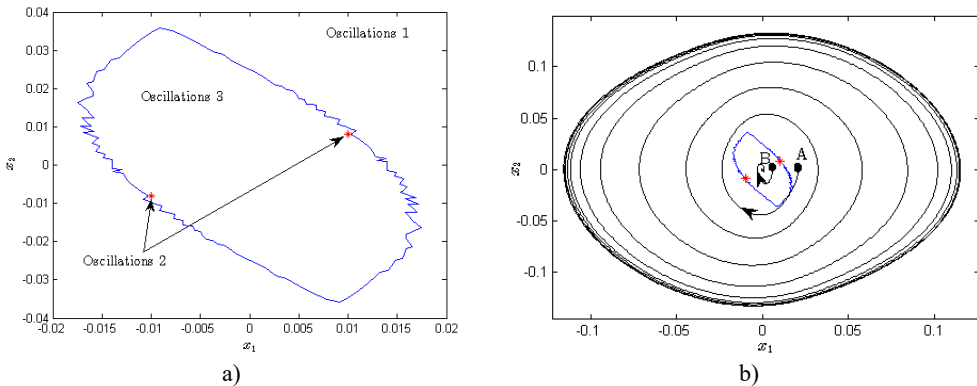 0.04
0.03
0.02
0.01
0
-0.01
-0.02
-0.03
0.04
x₂
-0.02
-0.015
-0.01
-0.005
0
0.005
0.01
0.015
0.02
x₁
Oscillations 1
Oscillations 3
Oscillations 2
a)
0.1
0.05
0
-0.05
-0.1
x₂
-0.1
-0.05
0
0.05
0.1
x₁
B
A
b)